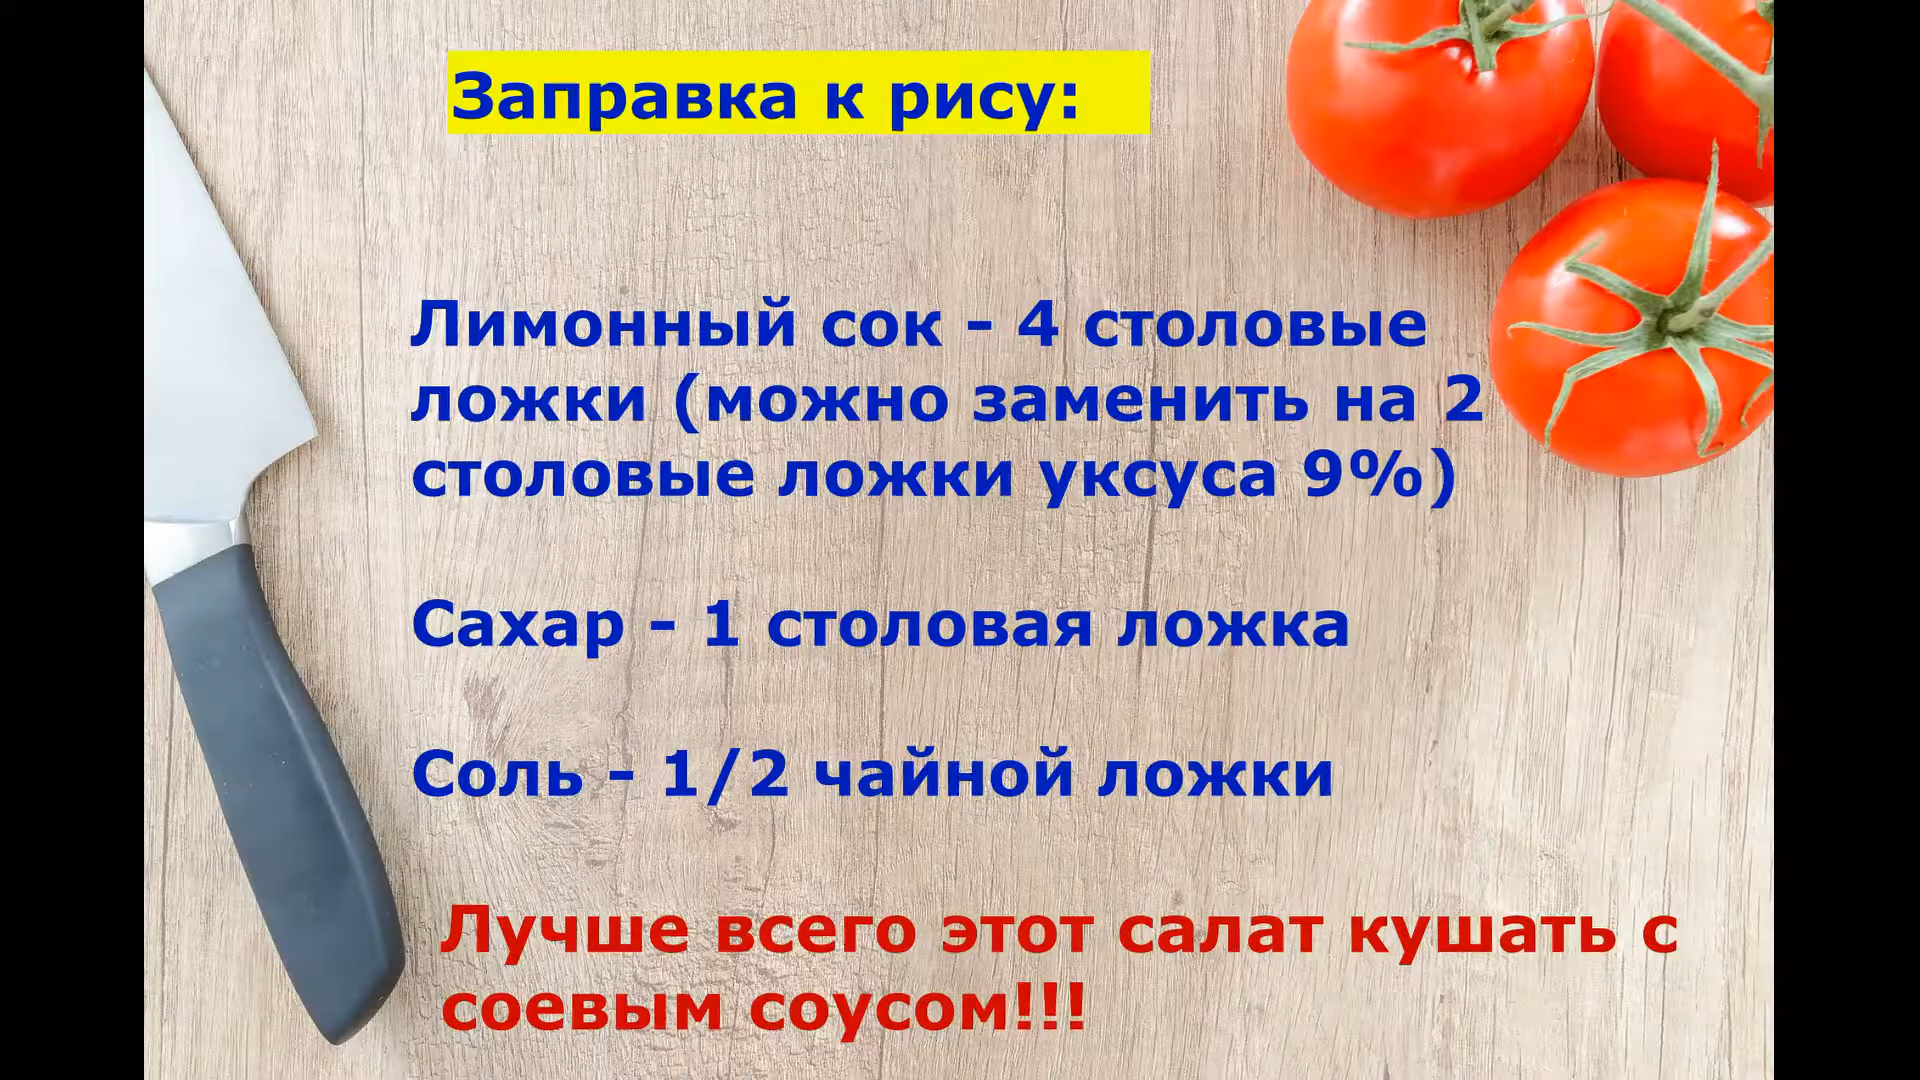 Заправка к рису:
Лимонный сок - 4 столовые
ложки (можно заменить на 2
столовые ложки уксуса 9%)
Сахар - 1 столовая ложка
Соль - 1/2 чайной ложки
Лучше всего этот салат кушать с
соевым соусом!!!